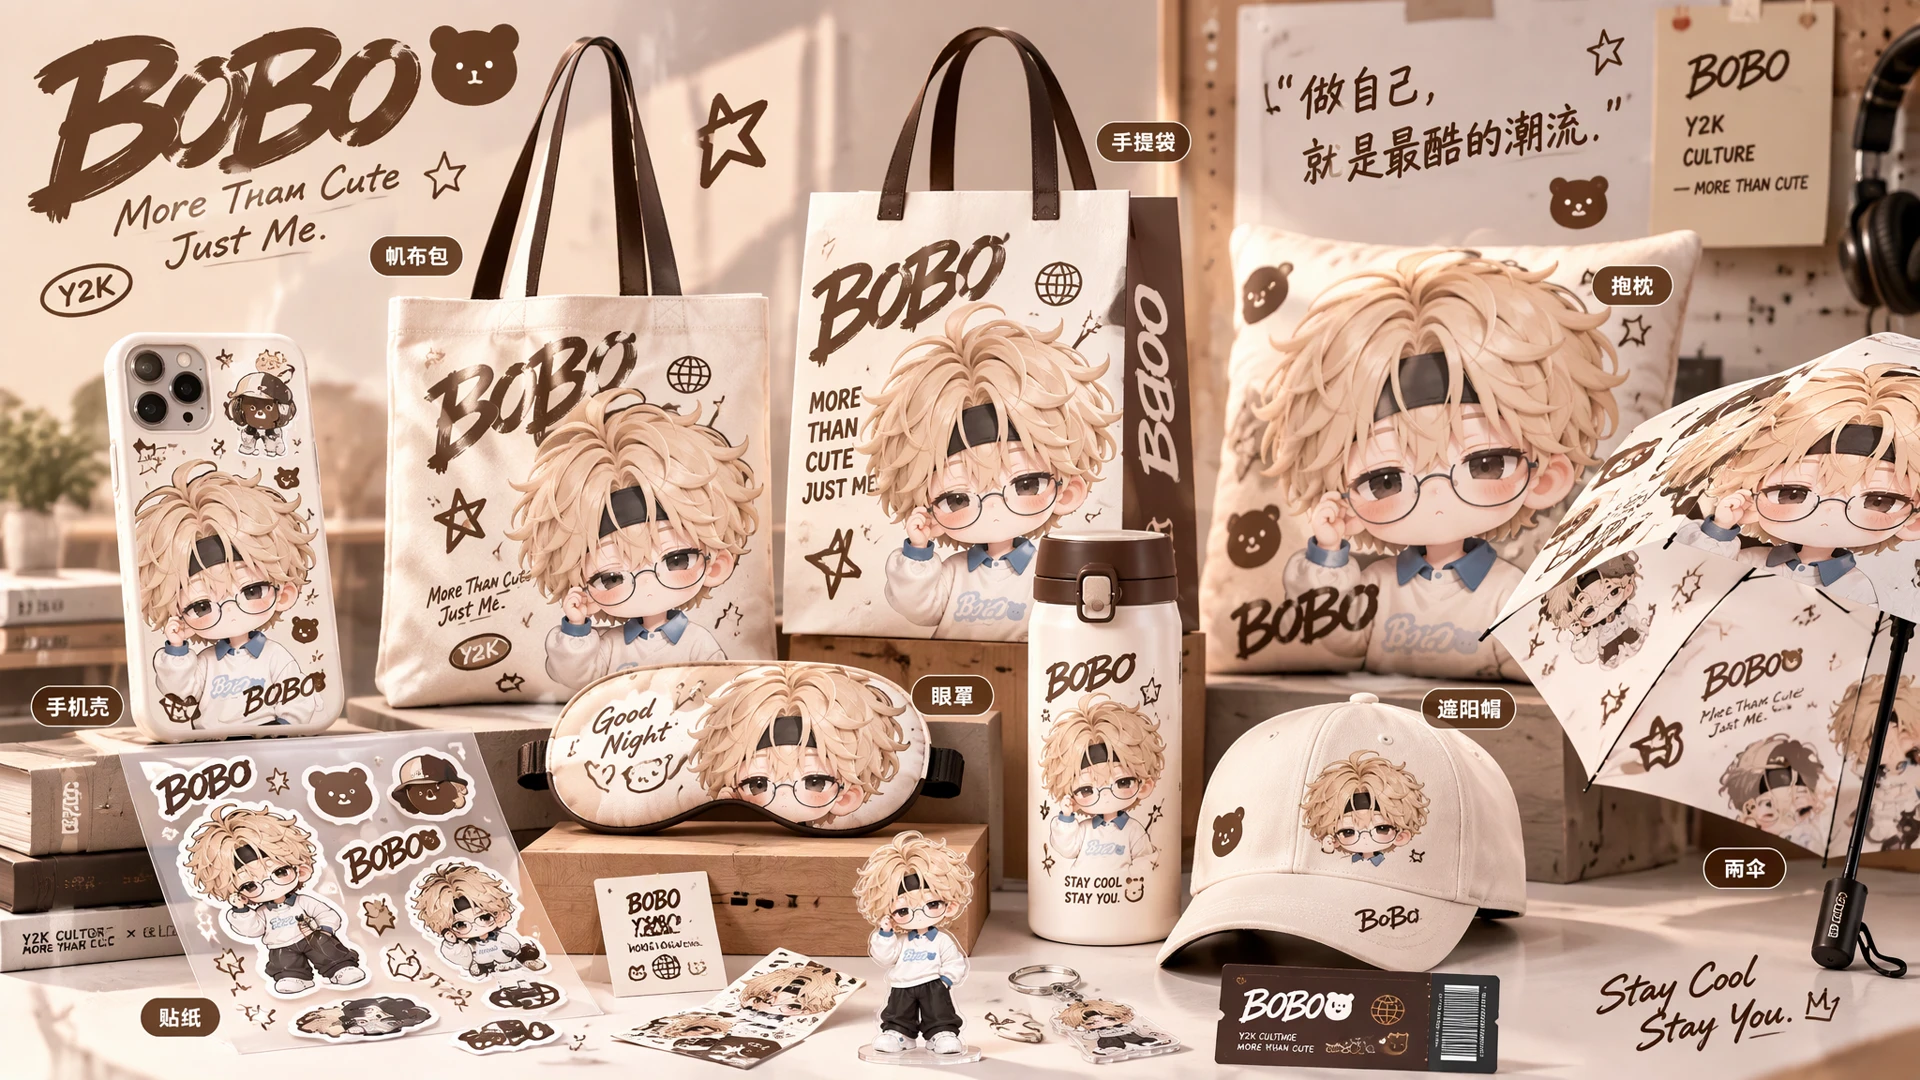 BOBO
More Than Cute
Just Me.
Y2K
帆布包
手提袋
“做自己，
就是最酷的潮流.”
BOBO
Y2K
CULTURE
— MORE THAN CUTE
抱枕
BOBO
More Than Cute
Just Me.
Y2K
BOBO
MORE
THAN
CUTE
JUST ME
BOBO
BOBO
手机壳
BOBO
眼罩
Good
Night
BOBO
STAY COOL
STAY YOU.
遮阳帽
BOBO
雨伞
BOBO
BOBO
BOBO
贴纸
BOBO
BOBO
Y2K
BOBO
MORE THAN CUTE
Stay Cool
Stay You.